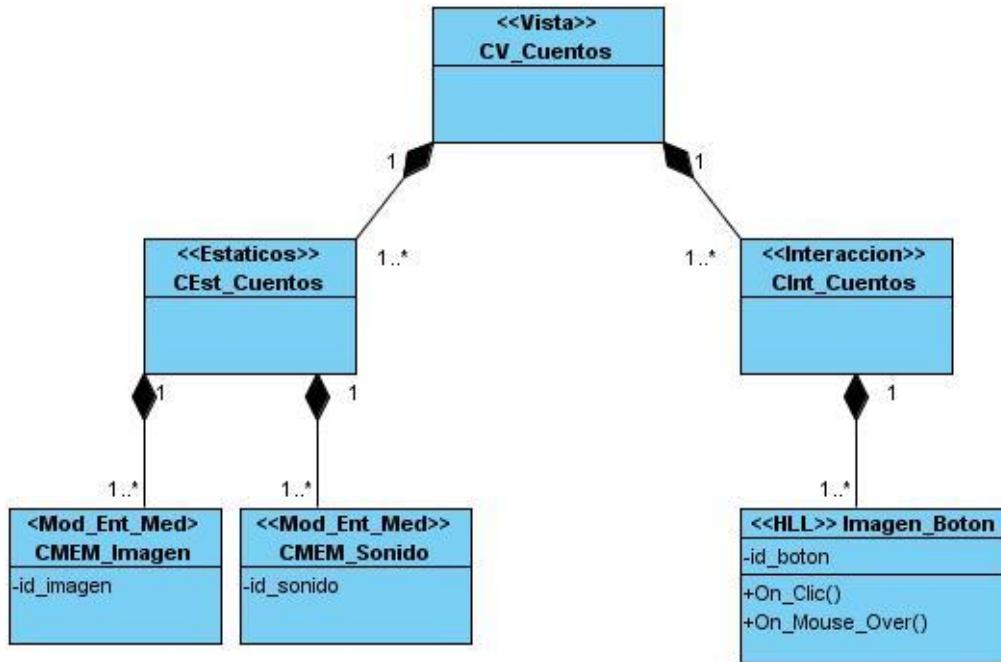 <<Vista>>
CV_Cuentos
1
1
<<Estaticos>>
CEst_Cuentos
1..*
1..*
<<Interaccion>>
CInt_Cuentos
1
1
1
1..*
1..*
1..*
<Mod_Ent_Med>
CMEM_Imagen
-id_imagen
<<Mod_Ent_Med>>
CMEM_Sonido
-id_sonido
<<HLL>> Imagen_Boton
-id_boton
+On_Clic()
+On_Mouse_Over()